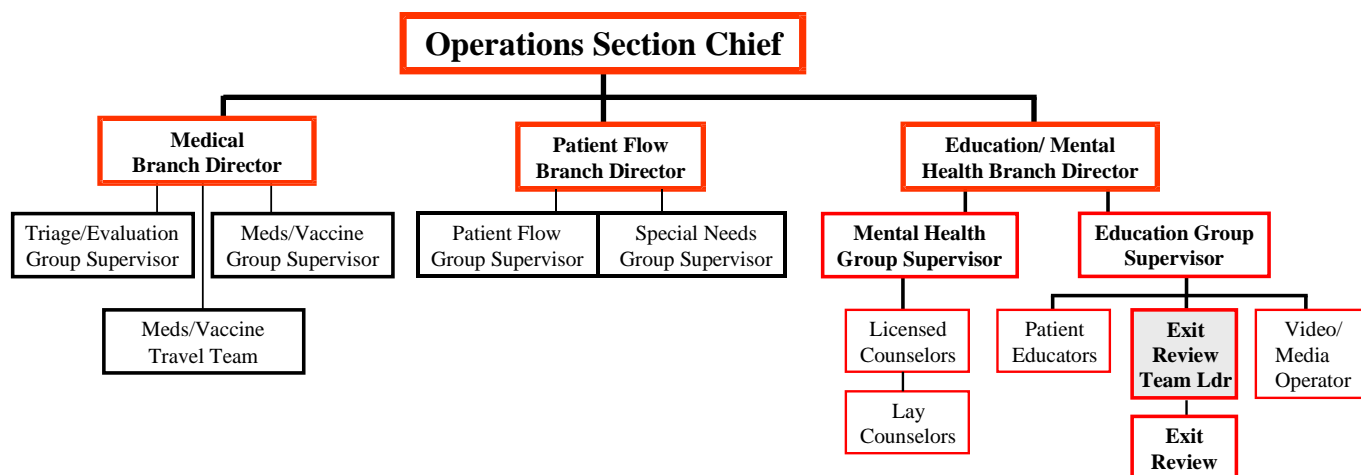 Operations Section Chief
Medical
Branch Director
Patient Flow
Branch Director
Education/ Mental
Health Branch Director
Triage/Evaluation
Group Supervisor
Meds/Vaccine
Group Supervisor
Patient Flow
Group Supervisor
Special Needs
Group Supervisor
Mental Health
Group Supervisor
Education Group
Supervisor
Meds/Vaccine
Travel Team
Licensed
Counselors
Patient
Educators
Exit
Review
Team Ldr
Video/
Media
Operator
Lay
Counselors
Exit
Review